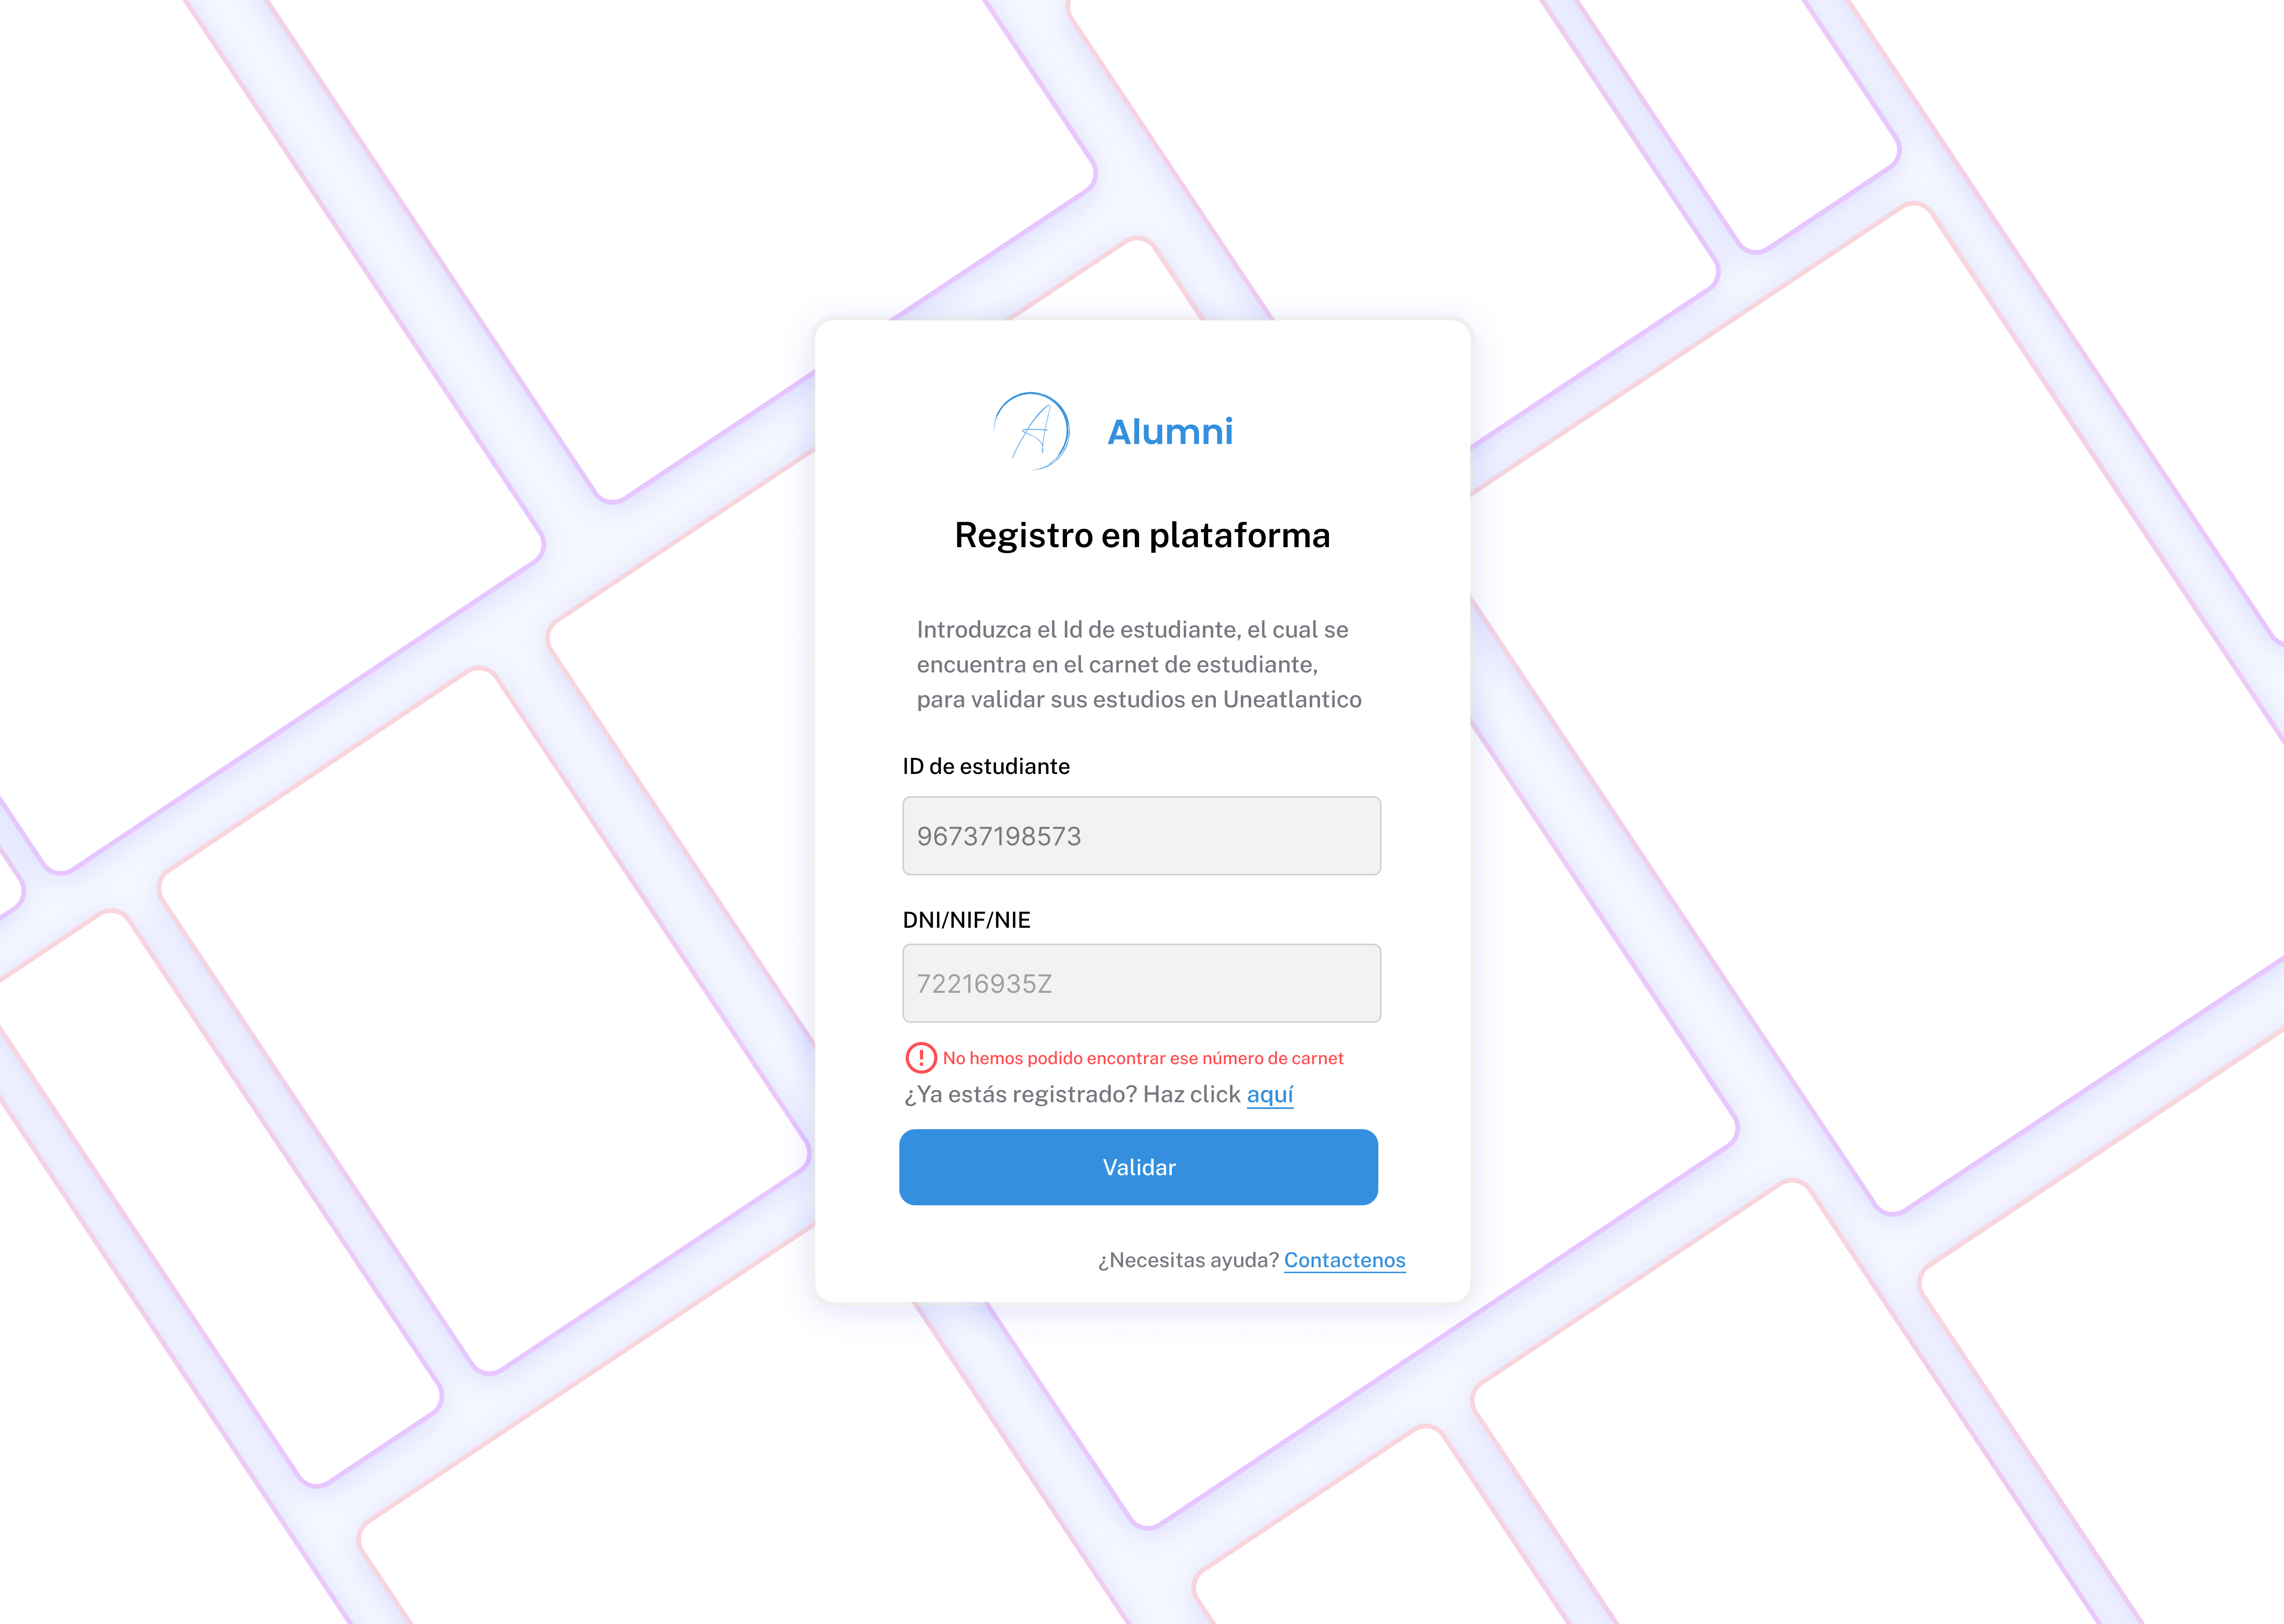 A
Alumni
Registro en plataforma
Introduzca el Id de estudiante, el cual se
encuentra en el carnet de estudiante,
para validar sus estudios en Uneatlantico
ID de estudiante
96737198573
DNI/NIF/NIE
72216935Z
No hemos podido encontrar ese número de carnet
¿Ya estás registrado? Haz click aquí
Validar
¿Necesitas ayuda? Contactenos